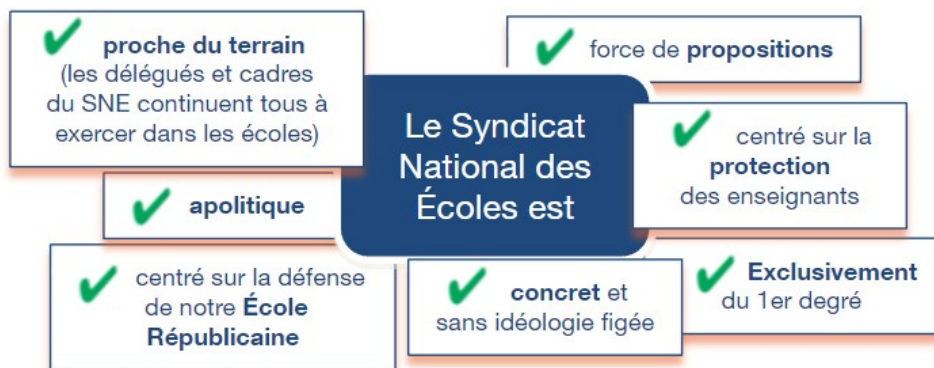 proche du terrain
(les délégués et cadres
du SNE continuent tous à
exercer dans les écoles)
force de propositions
Le Syndicat
National des
Écoles est
centré sur la
protection
des enseignants
apolitique
centré sur la défense
de notre École
Républicaine
concret et
sans idéologie figée
Exclusivement
du 1er degré